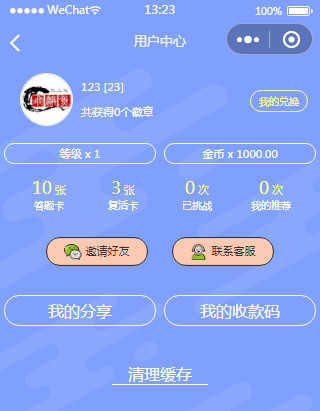 ●●●●● WeChat 13:23 100%
用户中心
123 [23]
共获得0个徽章
我的兑换
等级 x 1 金币 x 1000.00
10 张 3 张 0 次 0 次
答题卡 复活卡 已挑战 我的推荐
邀请好友 联系客服
我的分享 我的收款码
清理缓存